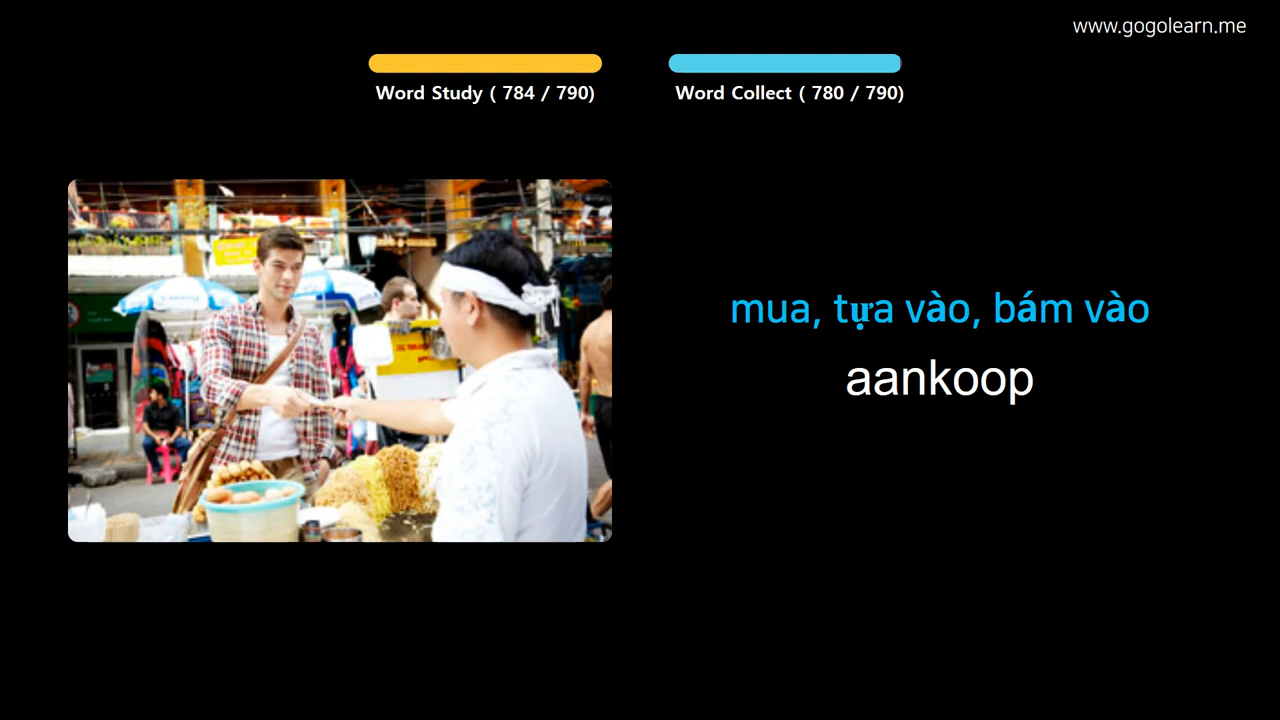 www.gogolearn.me
Word Study ( 784 / 790)
Word Collect ( 780 / 790)
mua, tựa vào, bám vào
aankoop